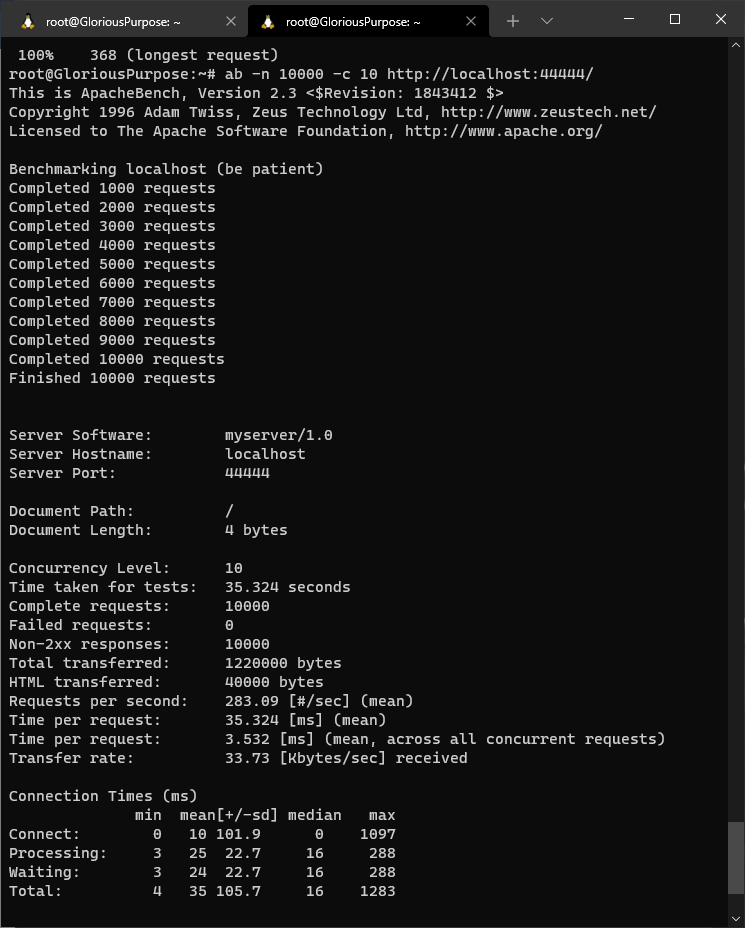 root@GloriousPurpose: ~
root@GloriousPurpose: ~
100%    368 (longest request)
root@GloriousPurpose:~# ab -n 10000 -c 10 http://localhost:44444/
This is ApacheBench, Version 2.3 <$Revision: 1843412 $>
Copyright 1996 Adam Twiss, Zeus Technology Ltd, http://www.zeustech.net/
Licensed to The Apache Software Foundation, http://www.apache.org/

Benchmarking localhost (be patient)
Completed 1000 requests
Completed 2000 requests
Completed 3000 requests
Completed 4000 requests
Completed 5000 requests
Completed 6000 requests
Completed 7000 requests
Completed 8000 requests
Completed 9000 requests
Completed 10000 requests
Finished 10000 requests

Server Software:        myserver/1.0
Server Hostname:        localhost
Server Port:            44444

Document Path:          /
Document Length:        4 bytes

Concurrency Level:      10
Time taken for tests:   35.324 seconds
Complete requests:      10000
Failed requests:        0
Non-2xx responses:      10000
Total transferred:      1220000 bytes
HTML transferred:       40000 bytes
Requests per second:    283.09 [#/sec] (mean)
Time per request:       35.324 [ms] (mean)
Time per request:       3.532 [ms] (mean, across all concurrent requests)
Transfer rate:          33.73 [Kbytes/sec] received

Connection Times (ms)
              min  mean[+/-sd] median   max
Connect:        0   10 101.9      0    1097
Processing:     3   25  22.7     16     288
Waiting:        3   24  22.7     16     288
Total:          4   35 105.7     16    1283